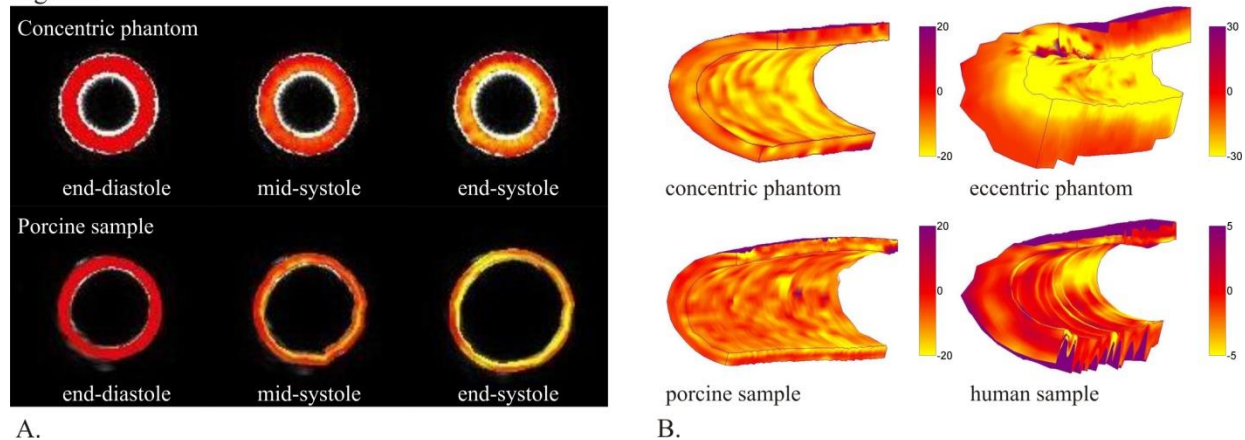 Concentric phantom
end-diastole mid-systole end-systole
Porcine sample
end-diastole mid-systole end-systole
A.
20
0
-20
concentric phantom
30
0
-30
eccentric phantom
20
0
-20
porcine sample
5
0
-5
human sample
B.